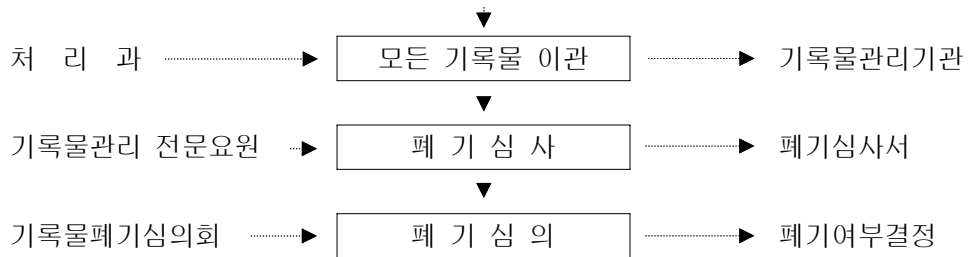 처 리 과 모든 기록물 이관 기록물관리기관
기록물관리 전문요원 폐 기 심 사 폐기심사서
기록물폐기심의회 폐 기 심 의 폐기여부결정